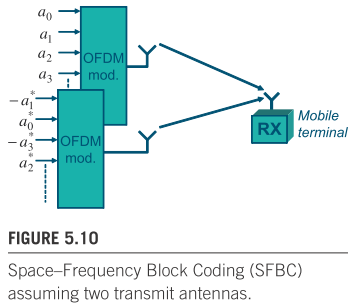 a₀
a₁
a₂
a₃
OFDM
mod.
−a₁*
a₀*
−a₃*
a₂*
OFDM
mod.
RX
Mobile
terminal
FIGURE 5.10
Space–Frequency Block Coding (SFBC)
assuming two transmit antennas.